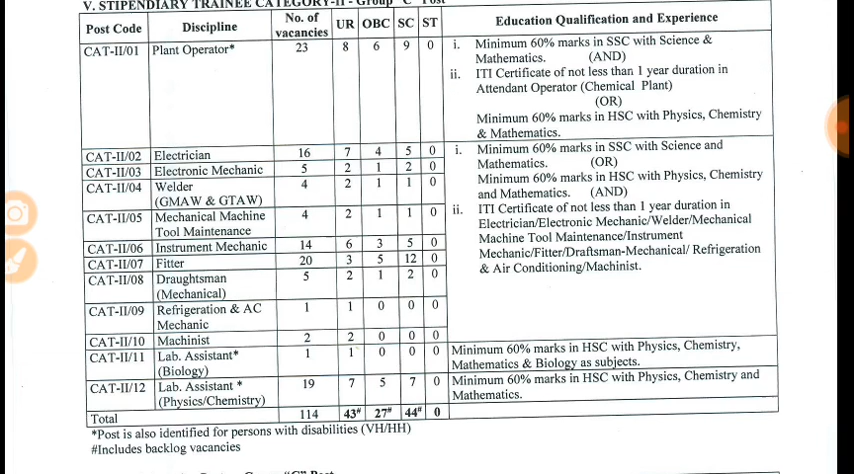 V. STIPENDIARY TRAINEE CATEGORY-II - Group "C" Post
Post Code Discipline No. of vacancies UR OBC SC ST Education Qualification and Experience
CAT-II/01 Plant Operator* 23 8 6 9 0 i. Minimum 60% marks in SSC with Science &
Mathematics. (AND)
ii. ITI Certificate of not less than 1 year duration in
Attendant Operator (Chemical Plant)
(OR)
Minimum 60% marks in HSC with Physics, Chemistry
& Mathematics.
CAT-II/02 Electrician 16 7 4 5 0 i. Minimum 60% marks in SSC with Science and
CAT-II/03 Electronic Mechanic 5 2 1 2 0 Mathematics. (OR)
CAT-II/04 Welder 4 2 1 1 0 Minimum 60% marks in HSC with Physics, Chemistry
(GMAW & GTAW) and Mathematics. (AND)
CAT-II/05 Mechanical Machine 4 2 1 1 0 ii. ITI Certificate of not less than 1 year duration in
Tool Maintenance Electrician/Electronic Mechanic/Welder/Mechanical
CAT-II/06 Instrument Mechanic 14 6 3 5 0 Machine Tool Maintenance/Instrument
CAT-II/07 Fitter 20 3 5 12 0 Mechanic/Fitter/Draftsman-Mechanical/ Refrigeration
CAT-II/08 Draughtsman 5 2 1 2 0 & Air Conditioning/Machinist.
(Mechanical)
CAT-II/09 Refrigeration & AC 1 1 0 0 0
Mechanic
CAT-II/10 Machinist 2 2 0 0 0
CAT-II/11 Lab. Assistant* 1 1 0 0 0 Minimum 60% marks in HSC with Physics, Chemistry,
(Biology) Mathematics & Biology as subjects.
CAT-II/12 Lab. Assistant * 19 7 5 7 0 Minimum 60% marks in HSC with Physics, Chemistry and
(Physics/Chemistry) Mathematics.
Total 114 43# 27# 44# 0
*Post is also identified for persons with disabilities (VH/HH)
#Includes backlog vacancies